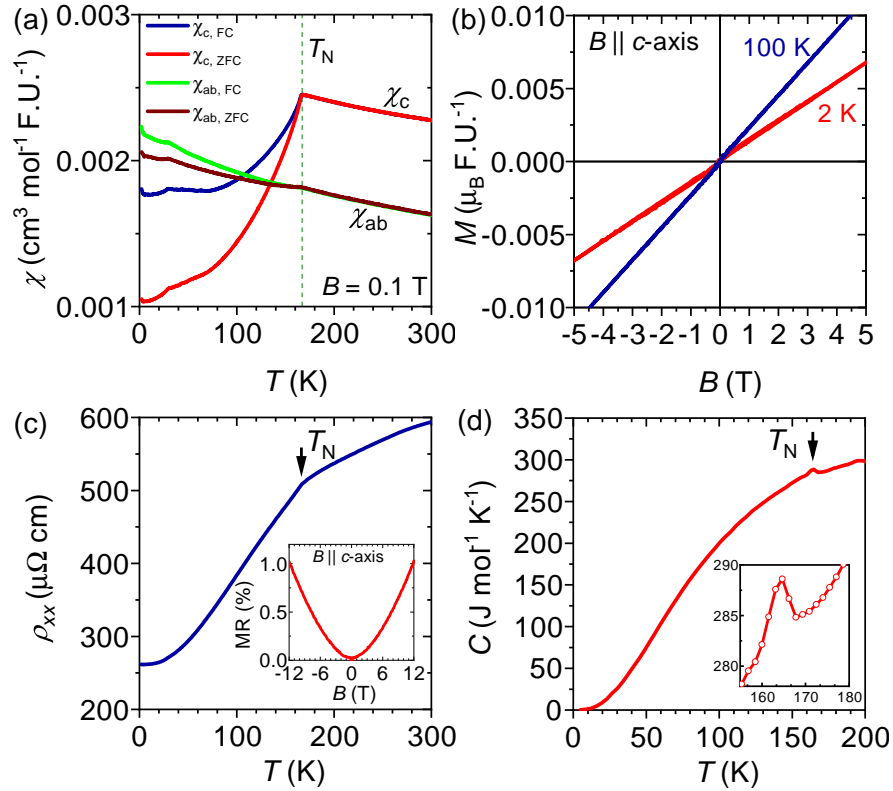 (a)
χc, FC
χc, ZFC
χab, FC
χab, ZFC
TN
χc
χab
B = 0.1 T
0.003
0.002
0.001
χ (cm³ mol⁻¹ F.U.⁻¹)
0 100 200 300
T (K)
(b)
B || c-axis
100 K
2 K
0.010
0.005
0.000
-0.005
-0.010
M (μB F.U.⁻¹)
-5 -4 -3 -2 -1 0 1 2 3 4 5
B (T)
(c)
TN
600
500
400
300
200
ρxx (μΩ cm)
0 100 200 300
T (K)
B || c-axis
1.0
0.5
0.0
MR (%)
-12 -6 0 6 12
B (T)
(d)
TN
350
300
250
200
150
100
50
0
C (J mol⁻¹ K⁻¹)
0 50 100 150 200
T (K)
290
285
280
160 170 180